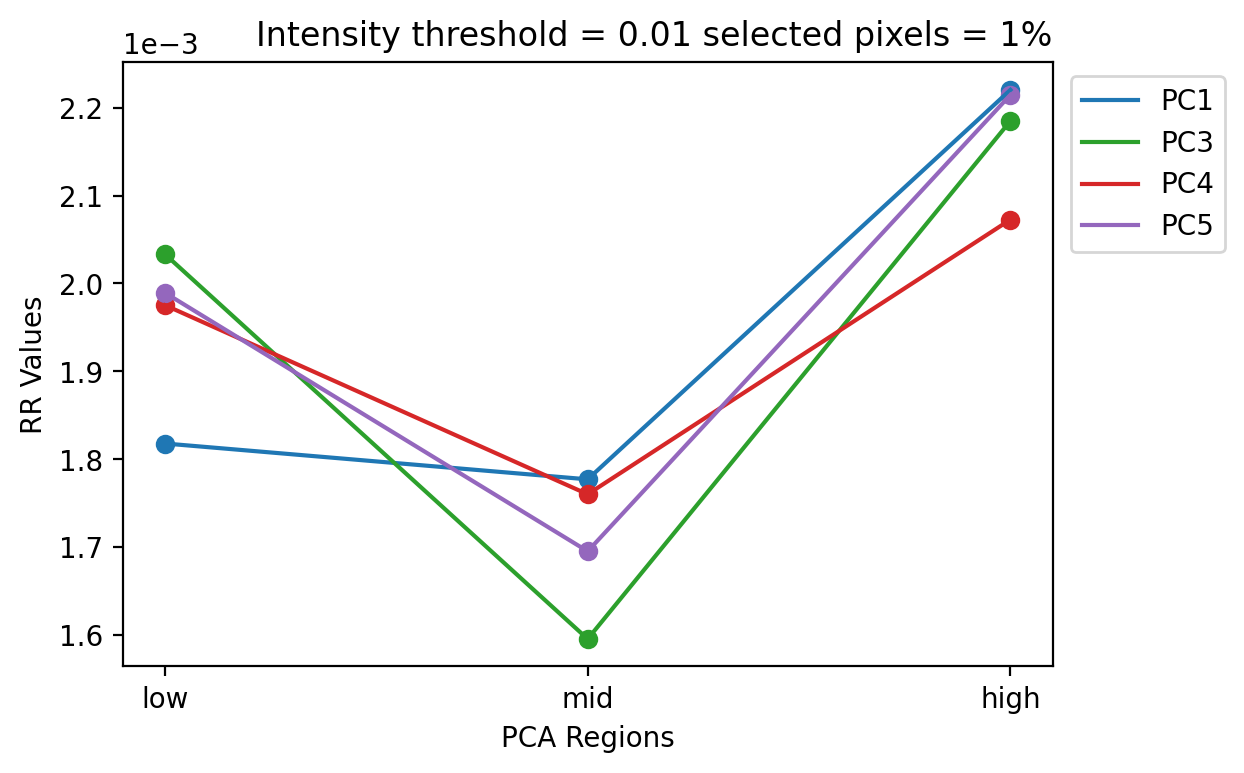 Intensity threshold = 0.01 selected pixels = 1%
1e−3
2.2
2.1
2.0
1.9
1.8
1.7
1.6
RR Values
low
mid
high
PCA Regions
PC1
PC3
PC4
PC5